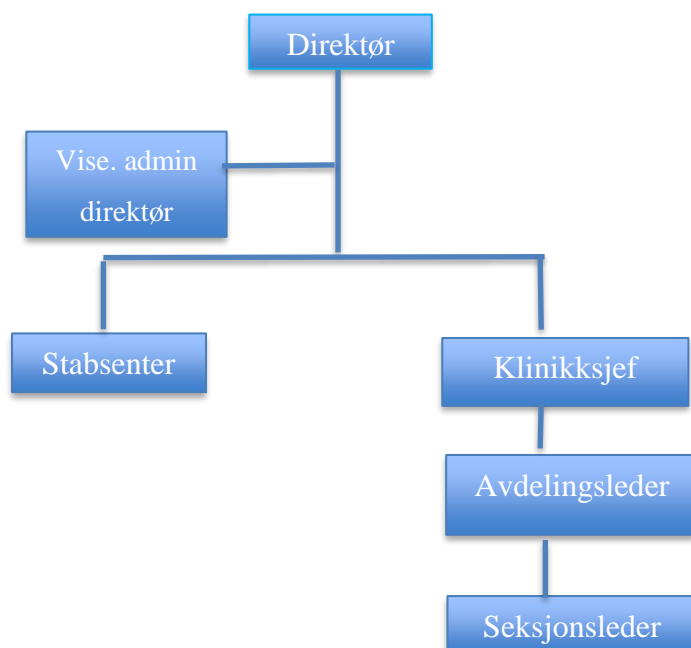 Direktør
Vise. admin
direktør
Stabsenter
Klinikksjef
Avdelingsleder
Seksjonsleder